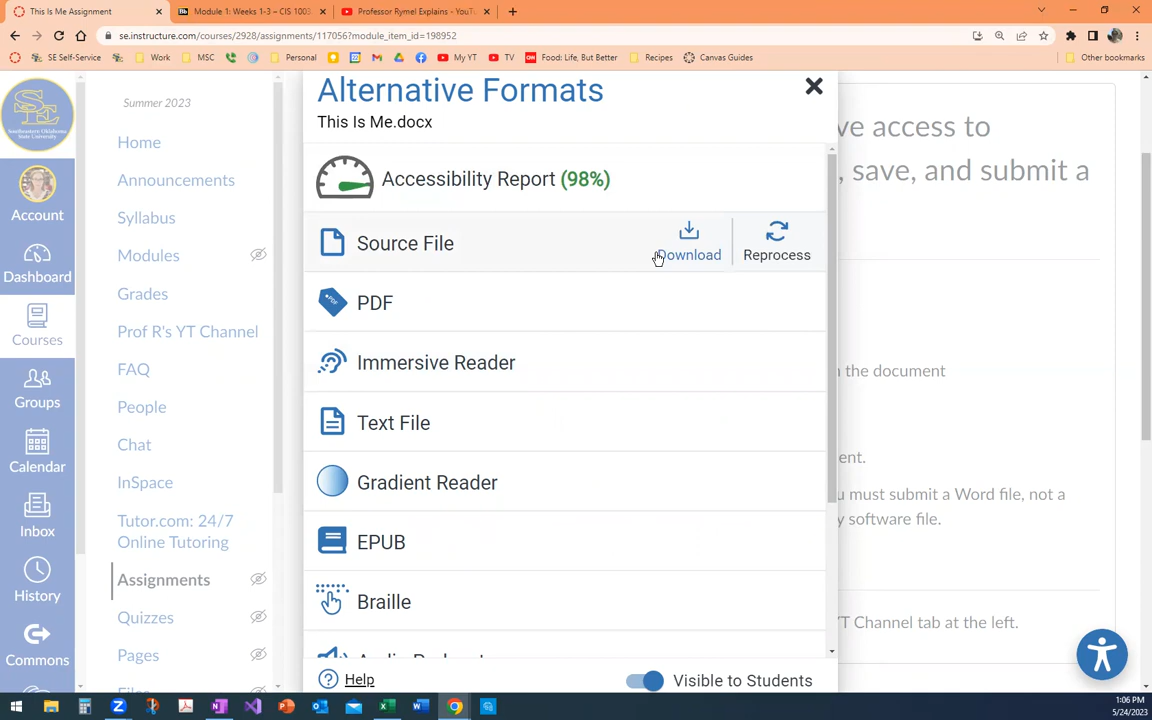 This Is Me Assignment
Bb
Module 1: Weeks 1-3 – CIS 1003
Professor Rymel Explains - YouTu
se.instructure.com/courses/2928/assignments/117056?module_item_id=198952
SE Self-Service
Work
MSC
Personal
My YT
TV
Food: Life, But Better
Recipes
Canvas Guides
Other bookmarks
Account
Dashboard
Courses
Groups
Calendar
Inbox
History
Commons
Summer 2023
Home
Announcements
Syllabus
Modules
Grades
Prof R's YT Channel
FAQ
People
Chat
InSpace
Tutor.com: 24/7
Online Tutoring
Assignments
Quizzes
Pages
Alternative Formats
This Is Me.docx
Accessibility Report (98%)
Source File
Download
Reprocess
PDF
Immersive Reader
Text File
Gradient Reader
EPUB
Braille
Help
Visible to Students
ve access to
, save, and submit a
n the document
ent.
u must submit a Word file, not a
y software file.
YT Channel tab at the left.
1:06 PM
5/24/2023